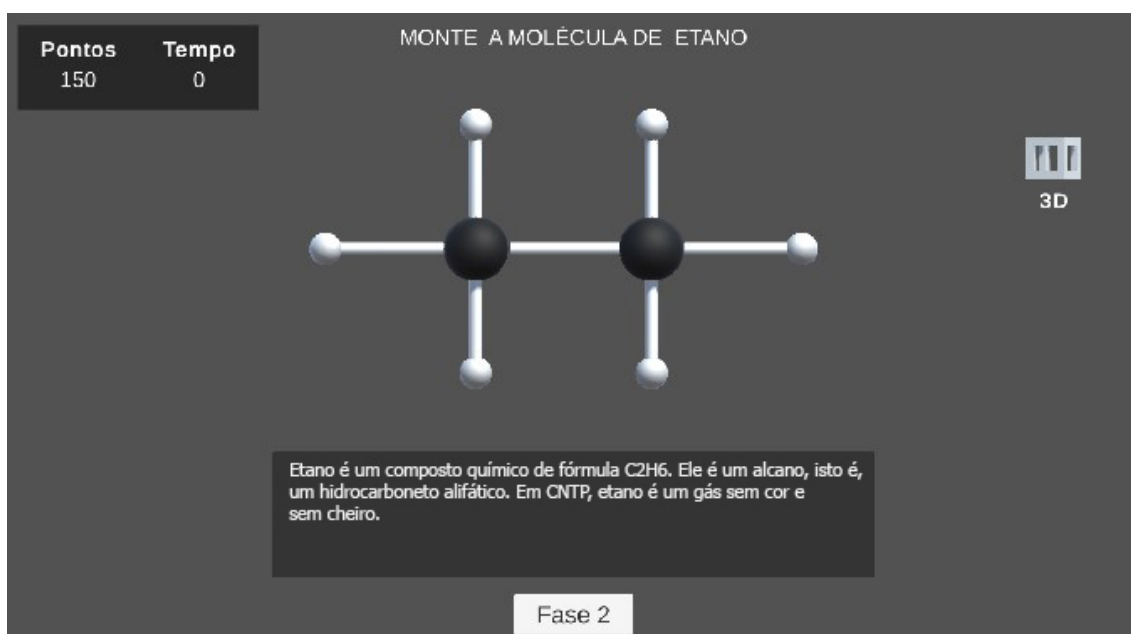 Pontos Tempo
150 0
MONTE A MOLÉCULA DE ETANO
3D
Etano é um composto químico de fórmula C2H6. Ele é um alcano, isto é,
um hidrocarboneto alifático. Em CNTP, etano é um gás sem cor e
sem cheiro.
Fase 2